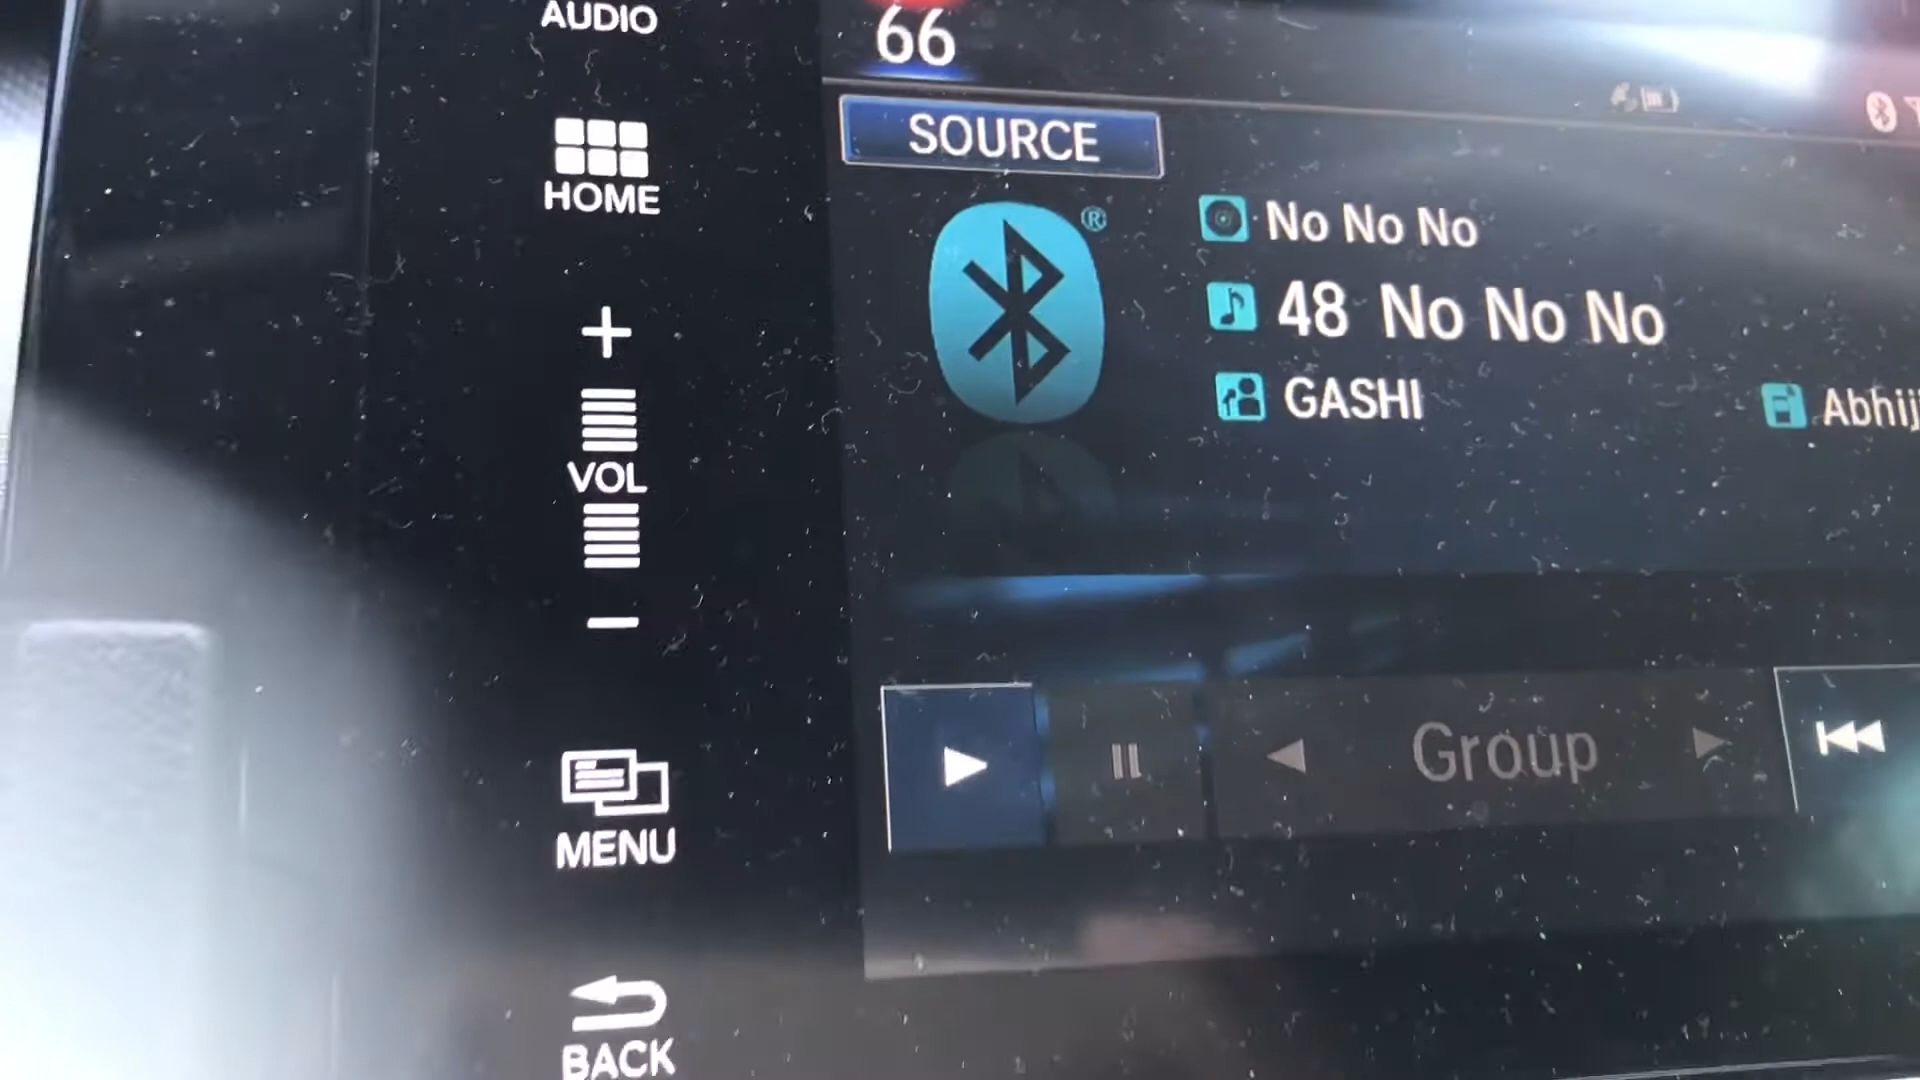 AUDIO
66
SOURCE
HOME
®
No No No
48 No No No
GASHI
Abhij
+
VOL
−
Group
MENU
BACK